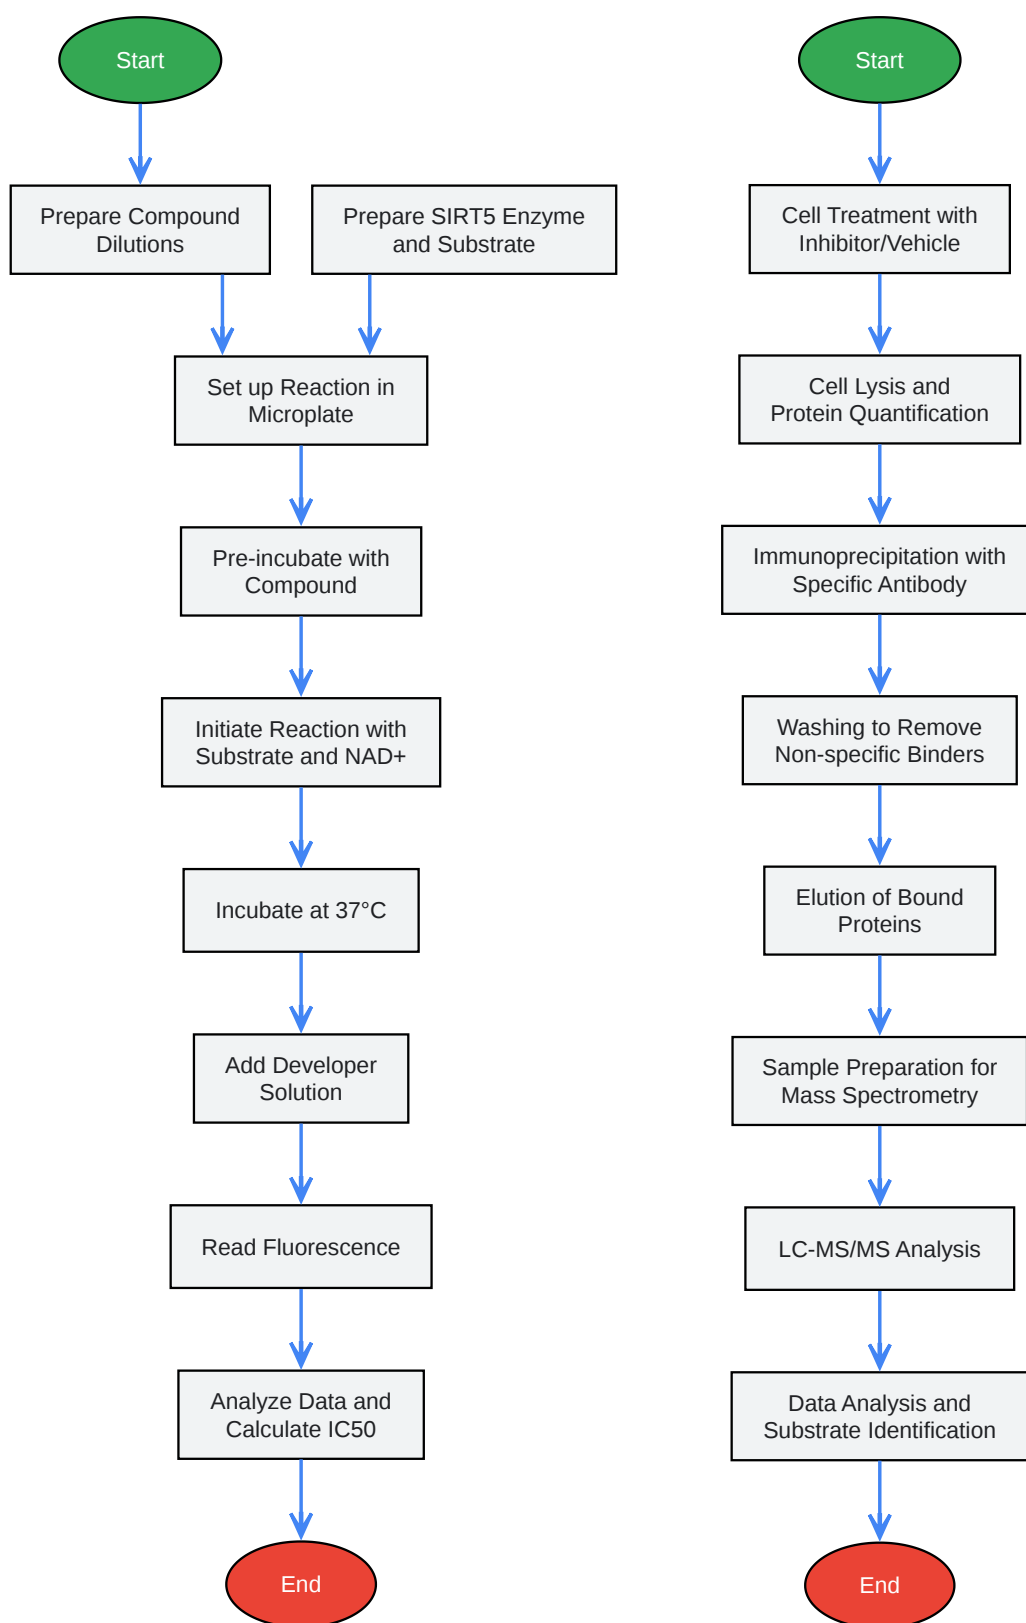 Start
Prepare Compound
Dilutions
Prepare SIRT5 Enzyme
and Substrate
Set up Reaction in
Microplate
Pre-incubate with
Compound
Initiate Reaction with
Substrate and NAD+
Incubate at 37°C
Add Developer
Solution
Read Fluorescence
Analyze Data and
Calculate IC50
End
Start
Cell Treatment with
Inhibitor/Vehicle
Cell Lysis and
Protein Quantification
Immunoprecipitation with
Specific Antibody
Washing to Remove
Non-specific Binders
Elution of Bound
Proteins
Sample Preparation for
Mass Spectrometry
LC-MS/MS Analysis
Data Analysis and
Substrate Identification
End